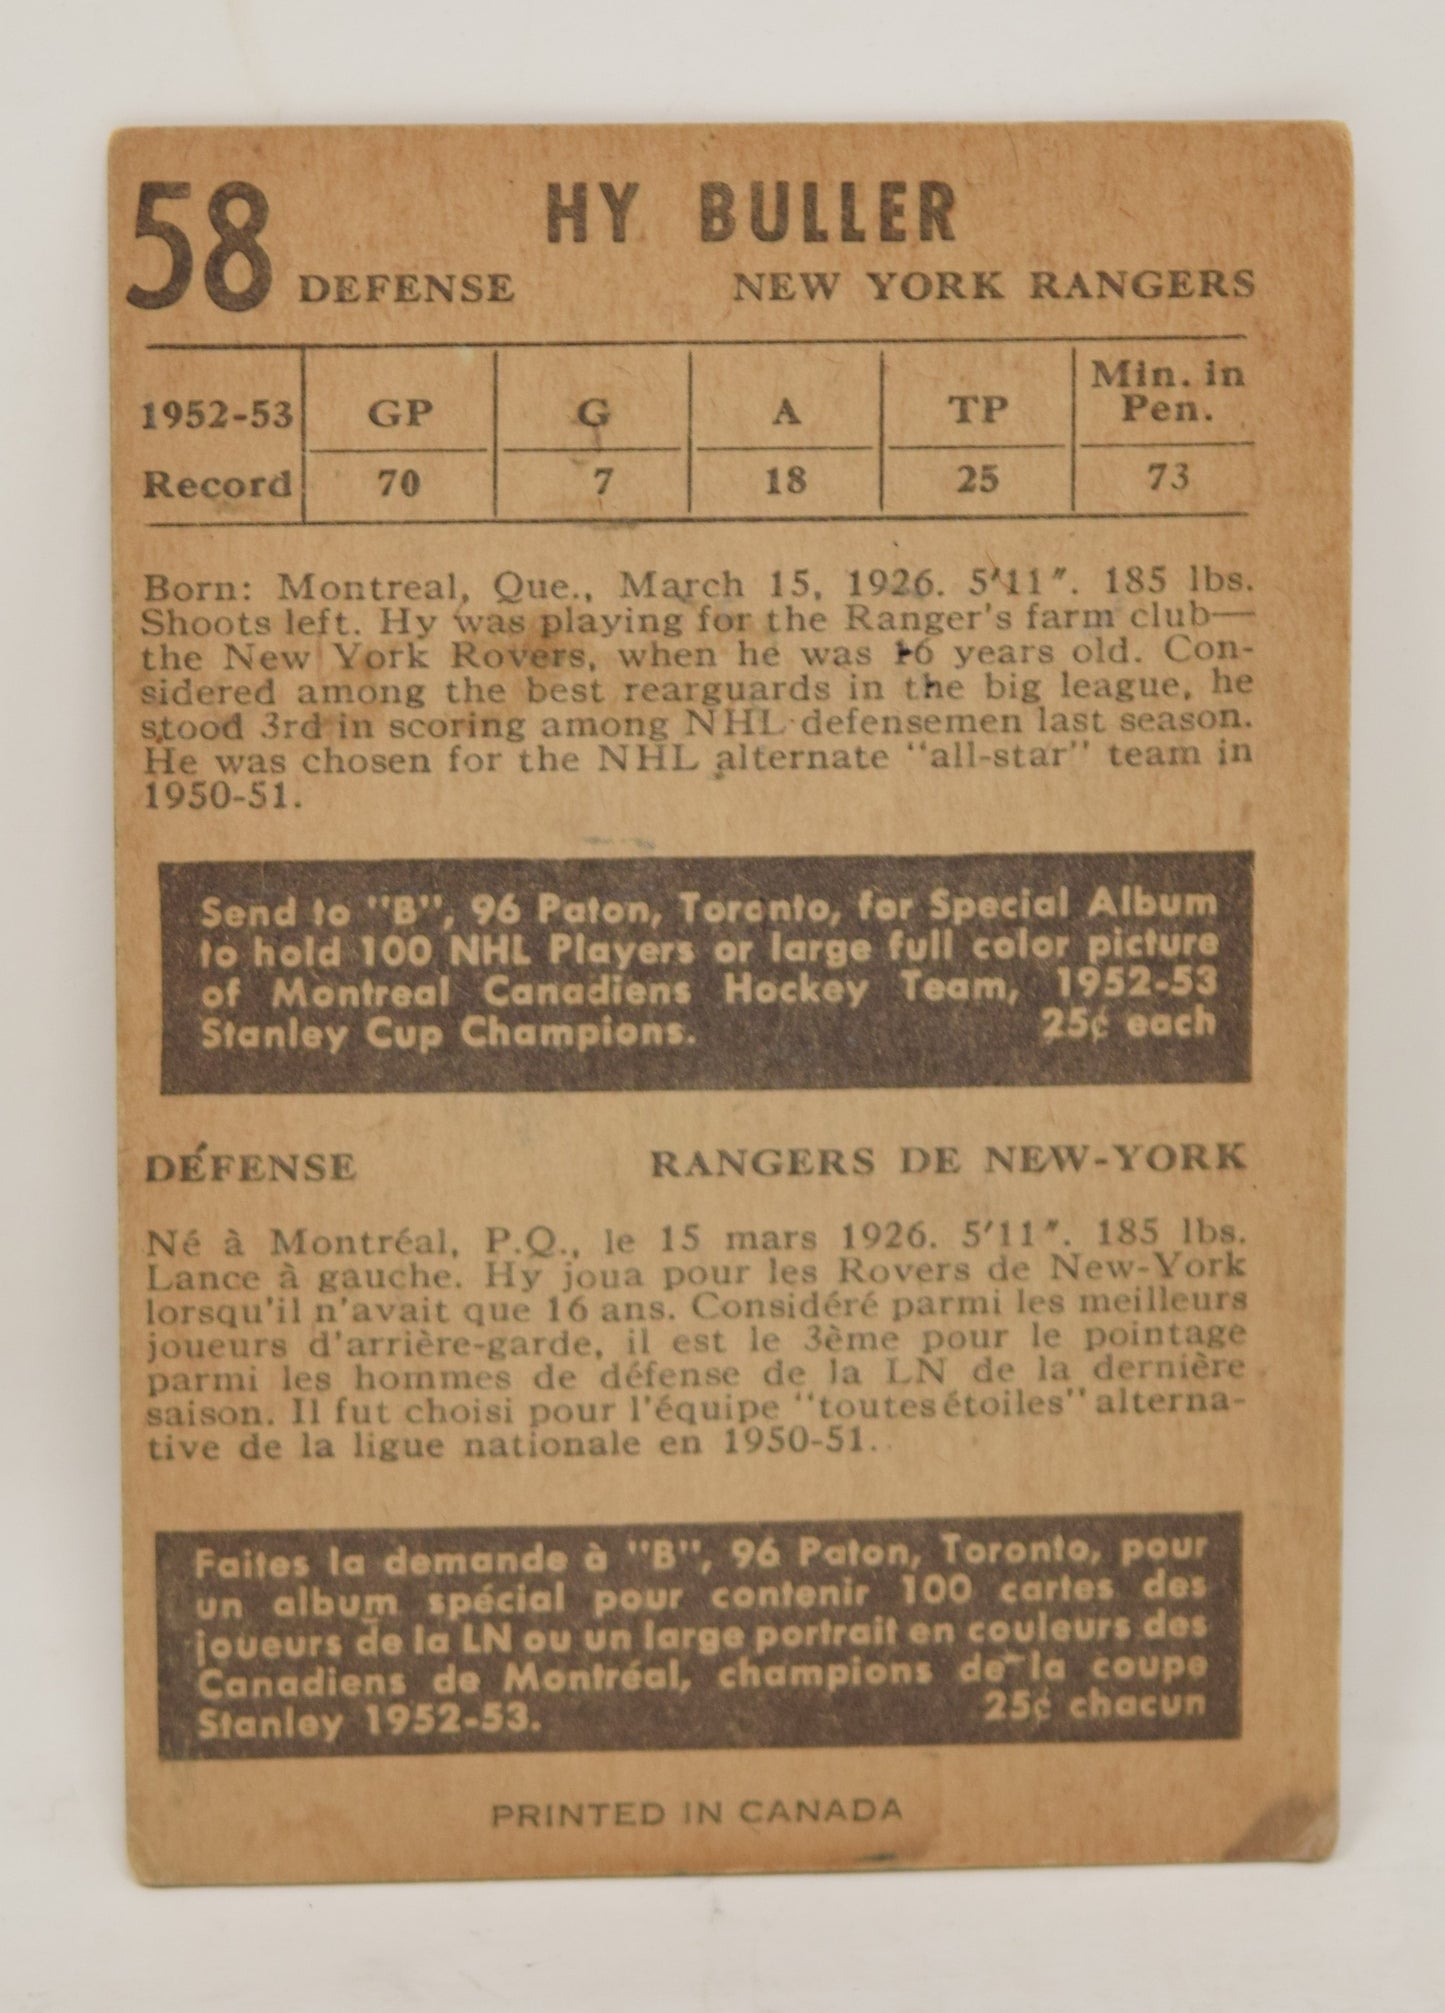 58
HY BULLER
DEFENSE NEW YORK RANGERS
1952-53 GP G A TP Min. in Pen.
Record 70 7 18 25 73
Born: Montreal, Que., March 15, 1926. 5'11". 185 lbs.
Shoots left. Hy was playing for the Ranger's farm club—
the New York Rovers, when he was 16 years old. Con-
sidered among the best rearguards in the big league, he
stood 3rd in scoring among NHL defensemen last season.
He was chosen for the NHL alternate "all-star" team in
1950-51.
Send to "B", 96 Paton, Toronto, for Special Album
to hold 100 NHL Players or large full color picture
of Montreal Canadiens Hockey Team, 1952-53
Stanley Cup Champions. 25¢ each
DÉFENSE RANGERS DE NEW-YORK
Né à Montréal, P.Q., le 15 mars 1926. 5'11". 185 lbs.
Lance à gauche. Hy joua pour les Rovers de New-York
lorsqu'il n'avait que 16 ans. Considéré parmi les meilleurs
joueurs d'arrière-garde, il est le 3ème pour le pointage
parmi les hommes de défense de la LN de la dernière
saison. Il fut choisi pour l'équipe "toutes étoiles" alterna-
tive de la ligue nationale en 1950-51.
Faites la demande à "B", 96 Paton, Toronto, pour
un album spécial pour contenir 100 cartes des
joueurs de la LN ou un large portrait en couleurs des
Canadiens de Montréal, champions de la coupe
Stanley 1952-53. 25¢ chacun
PRINTED IN CANADA